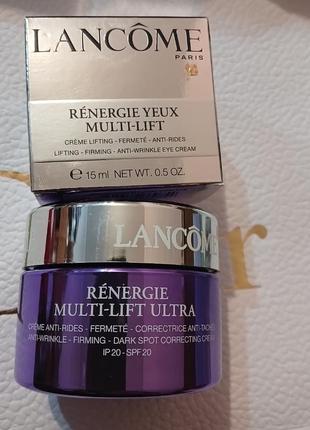 LANCÔME
PARIS
RÉNERGIE YEUX
MULTI-LIFT
CRÈME LIFTING - FERMETÉ - ANTI-RIDES
LIFTING - FIRMING - ANTI-WRINKLE EYE CREAM
℮ 15 ml NET WT. 0.5 OZ.
LANCÔME
RÉNERGIE
MULTI-LIFT ULTRA
CRÈME ANTI-RIDES - FERMETÉ - CORRECTRICE ANTI-TACHES
ANTI-WRINKLE - FIRMING - DARK SPOT CORRECTING CREAM
IP 20 - SPF 20